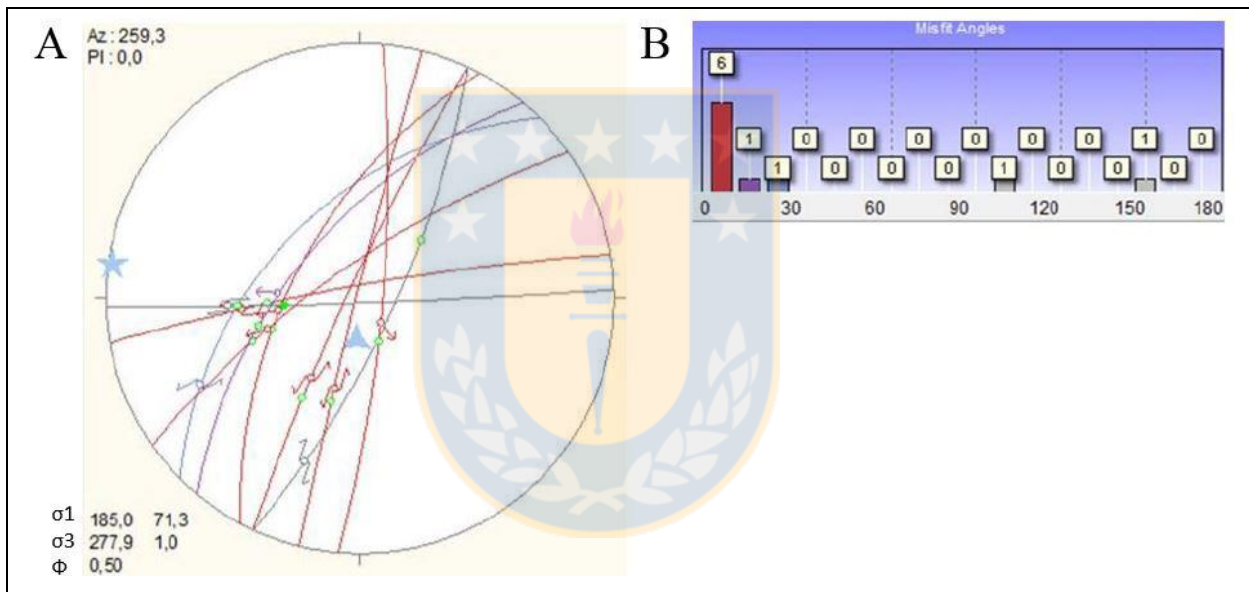 A
Az : 259,3
Pl : 0,0
σ1 185,0 71,3
σ3 277,9 1,0
Φ 0,50
B
Misfit Angles
6
1 0 0 0 0 0 0 1
1 0 0 0 1 0 0 0
0 30 60 90 120 150 180